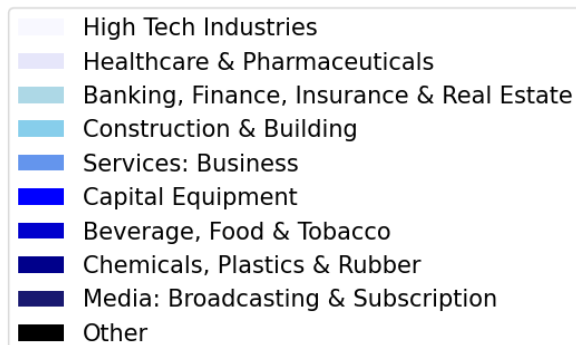 High Tech Industries
Healthcare & Pharmaceuticals
Banking, Finance, Insurance & Real Estate
Construction & Building
Services: Business
Capital Equipment
Beverage, Food & Tobacco
Chemicals, Plastics & Rubber
Media: Broadcasting & Subscription
Other